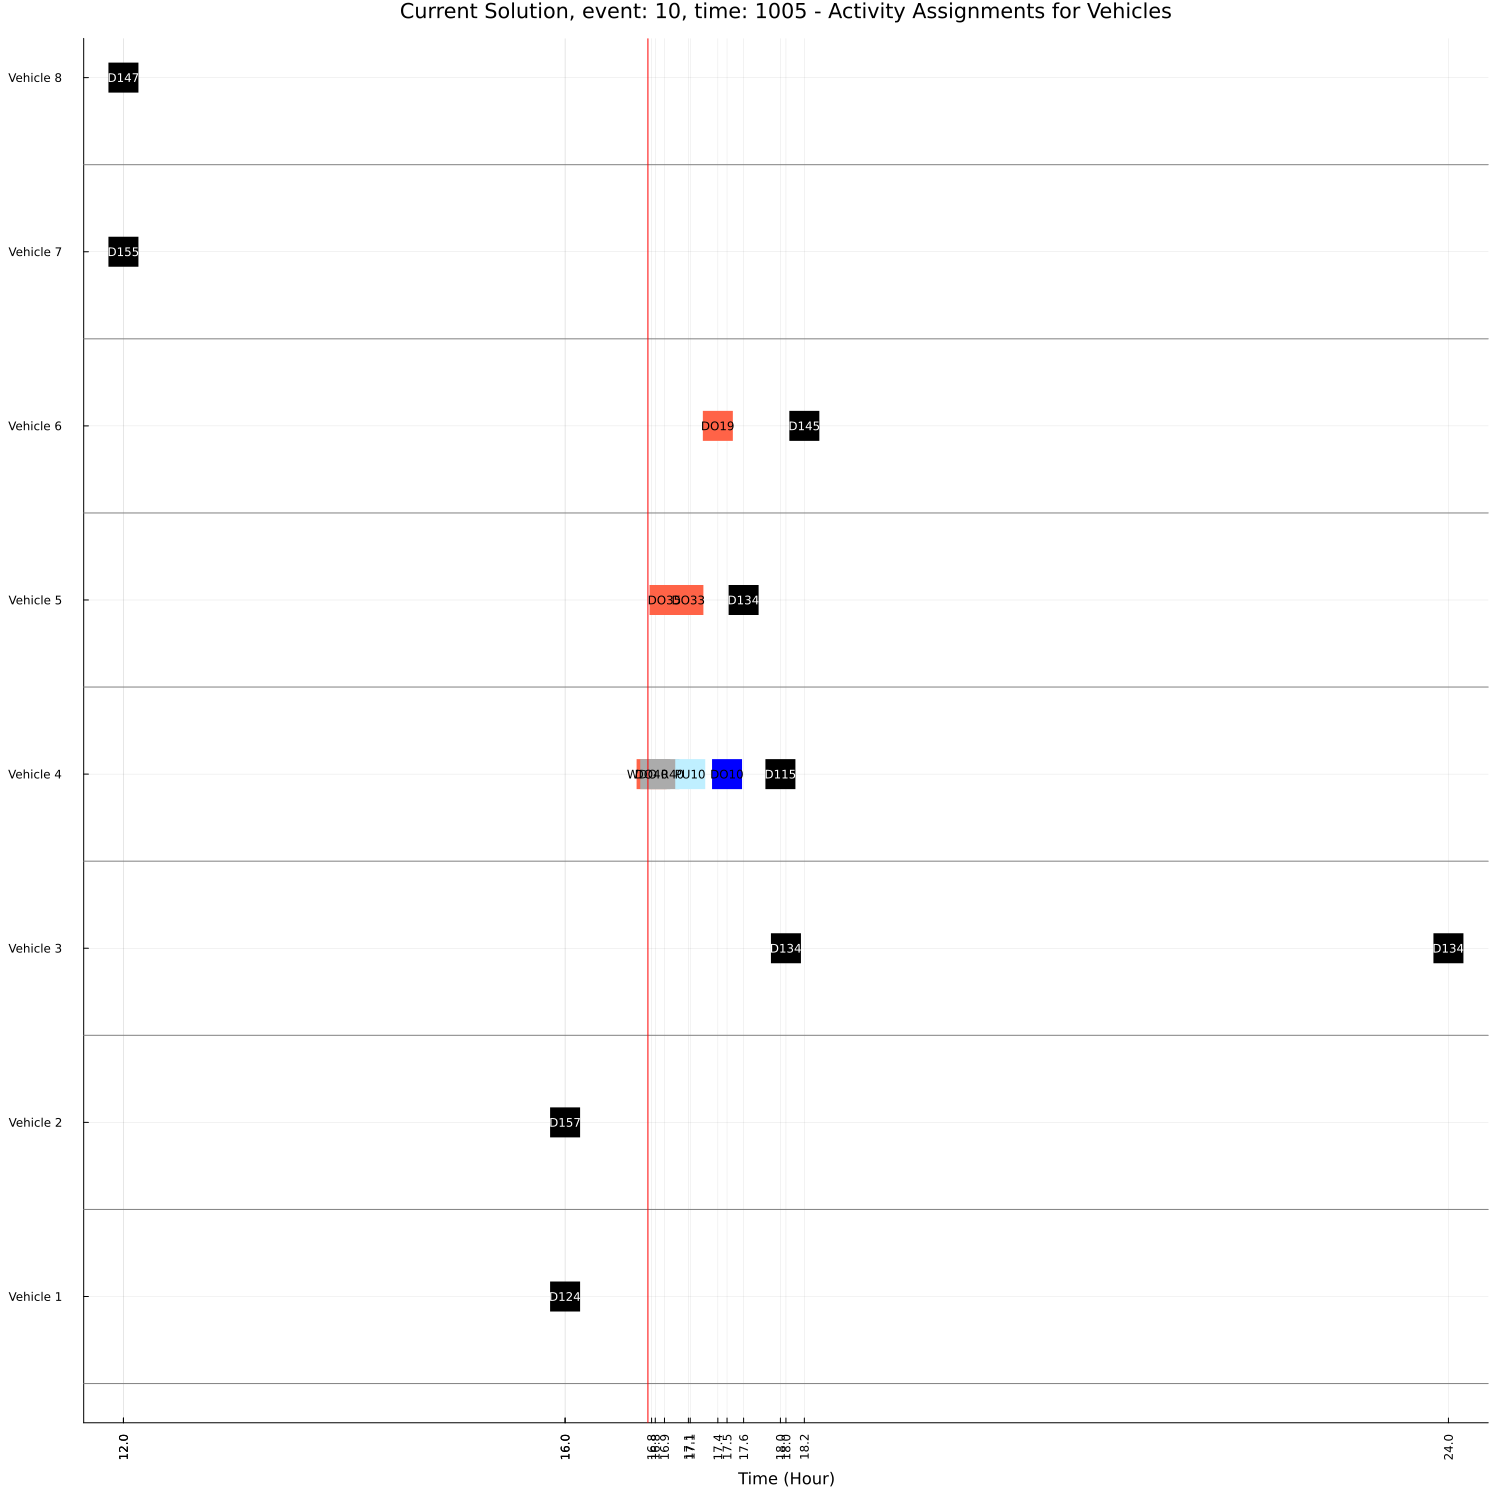 Current Solution, event: 10, time: 1005 - Activity Assignments for Vehicles
Vehicle 8
D147
Vehicle 7
D155
Vehicle 6
DO19
D145
Vehicle 5
DO33
D134
Vehicle 4
PU10
DO10
D115
Vehicle 3
D134
D134
Vehicle 2
D157
Vehicle 1
D124
12.0
16.0
16.8
16.9
17.1
17.4
17.5
17.6
18.0
18.0
18.2
24.0
Time (Hour)